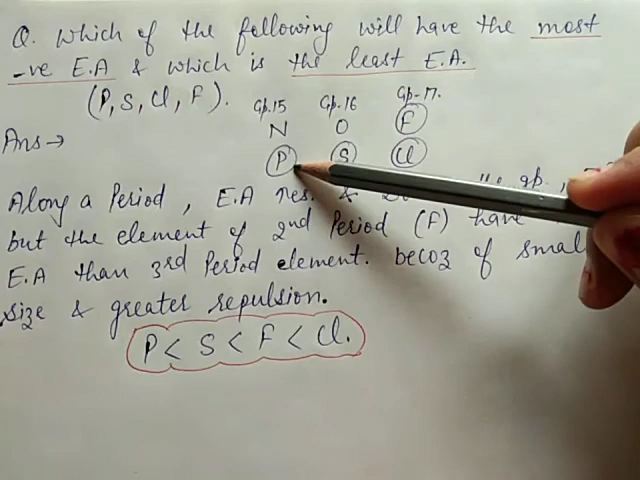 Q. Which of the following will have the most
-ve E.A & which is the least E.A.
(P, S, Cl, F). Gp.15 Gp.16 Gp-17.
Ans→ N O F
P S Cl
Along a Period, E.A ↑es. & gp.,
but the element of 2nd Period (F) have
E.A than 3rd Period element. becoz of small
size & greater repulsion.
P < S < F < Cl.